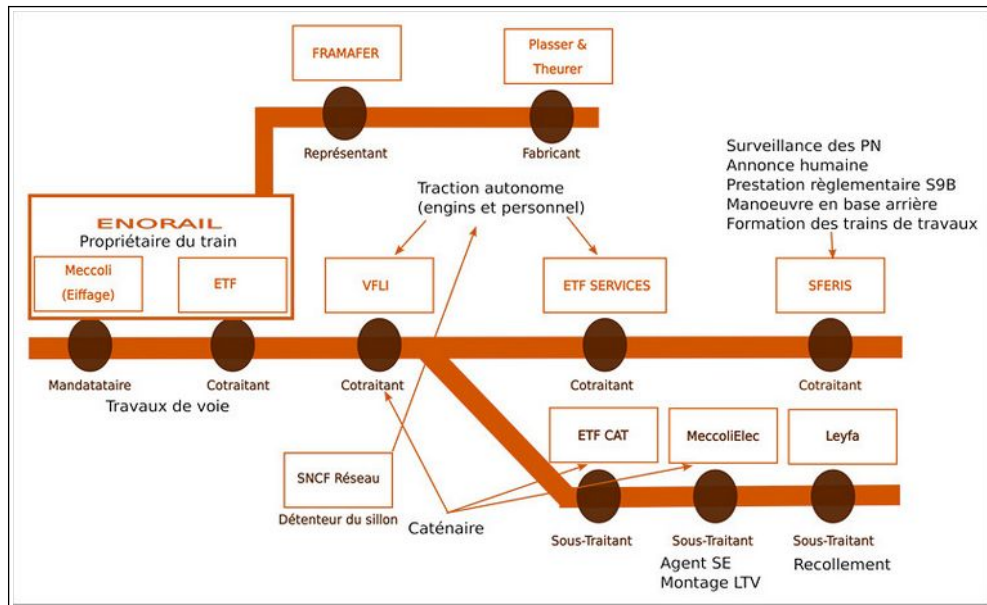 FRAMAFER
Plasser &
Theurer
Représentant
Fabricant
Surveillance des PN
Annonce humaine
Prestation règlementaire S9B
Manoeuvre en base arrière
Formation des trains de travaux
Traction autonome
(engins et personnel)
ENORAIL
Propriétaire du train
Meccoli
(Eiffage)
ETF
VFLI
ETF SERVICES
SFERIS
Mandatataire
Cotraitant
Cotraitant
Cotraitant
Cotraitant
Travaux de voie
ETF CAT
MeccoliElec
Leyfa
SNCF Réseau
Détenteur du sillon
Caténaire
Sous-Traitant
Sous-Traitant
Sous-Traitant
Agent SE
Montage LTV
Recollement